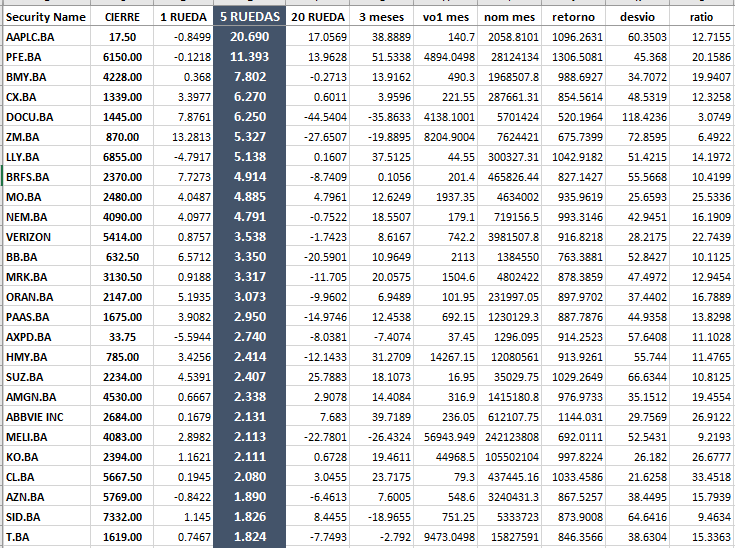 Security Name CIERRE 1 RUEDA 5 RUEDAS 20 RUEDA 3 meses vo1 mes nom mes retorno desvio ratio
AAPLC.BA 17.50 -0.8499 20.690 17.0569 38.8889 140.7 2058.8101 1096.2631 60.3503 12.7155
PFE.BA 6150.00 -0.1218 11.393 13.9628 51.5338 4894.0498 28124134 1306.5081 45.368 20.1586
BMY.BA 4228.00 0.368 7.802 -0.2713 13.9162 490.3 1968507.8 988.6927 34.7072 19.9407
CX.BA 1339.00 3.3977 6.270 0.6011 3.9596 221.55 287661.31 854.5614 48.5319 12.3258
DOCU.BA 1445.00 7.8761 6.250 -44.5404 -35.8633 4138.1001 5701424 520.1964 118.4236 3.0749
ZM.BA 870.00 13.2813 5.327 -27.6507 -19.8895 8204.9004 7624421 675.7399 72.8595 6.4922
LLY.BA 6855.00 -4.7917 5.138 0.1607 37.5125 44.55 300327.31 1042.9182 51.4215 14.1972
BRFS.BA 2370.00 7.7273 4.914 -8.7409 0.1056 201.4 465826.44 827.1427 55.5668 10.4199
MO.BA 2480.00 4.0487 4.885 4.7961 12.6249 1937.35 4634002 935.9619 25.6593 25.5336
NEM.BA 4090.00 4.0977 4.791 -0.7522 18.5507 179.1 719156.5 993.3146 42.9451 16.1909
VERIZON 5414.00 0.8757 3.538 -1.7423 8.6167 742.2 3981507.8 916.8218 28.2175 22.7439
BB.BA 632.50 6.5712 3.350 -20.5901 10.9649 2113 1384550 763.3881 52.8427 10.1125
MRK.BA 3130.50 0.9188 3.317 -11.705 20.0575 1504.6 4802422 878.3859 47.4972 12.9454
ORAN.BA 2147.00 5.1935 3.073 -9.9602 6.9489 101.95 231997.05 897.9702 37.4402 16.7889
PAAS.BA 1675.00 3.9082 2.950 -14.9746 12.4538 692.15 1230129.3 887.7876 44.9358 13.8298
AXPD.BA 33.75 -5.5944 2.740 -8.0381 -7.4074 37.45 1296.095 914.2523 57.6408 11.1028
HMY.BA 785.00 3.4256 2.414 -12.1433 31.2709 14267.15 12080561 913.9261 55.744 11.4765
SUZ.BA 2234.00 4.5391 2.407 25.7883 18.1073 16.95 35029.75 1029.2649 66.6344 10.8125
AMGN.BA 4530.00 0.6667 2.338 2.9078 14.4084 316.9 1415180.8 976.9733 35.1512 19.4554
ABBVIE INC 2684.00 0.1679 2.131 7.683 39.7189 236.05 612107.75 1144.031 29.7569 26.9122
MELI.BA 4083.00 2.8982 2.113 -22.7801 -26.4324 56943.949 242123808 692.0111 52.5431 9.2193
KO.BA 2394.00 1.1621 2.111 0.6728 19.4611 44968.5 105502104 997.8224 26.182 26.6777
CL.BA 5667.50 0.1945 2.080 3.0455 23.7175 79.3 437445.16 1033.4586 21.6258 33.4518
AZN.BA 5769.00 -0.8422 1.890 -6.4613 7.6005 548.6 3240431.3 867.5257 38.4495 15.7939
SID.BA 7332.00 1.145 1.826 8.4455 -18.9655 751.25 5333723 873.9008 64.6416 9.4634
T.BA 1619.00 0.7467 1.824 -7.7493 -2.792 9473.0498 15827591 846.3566 38.6304 15.3363